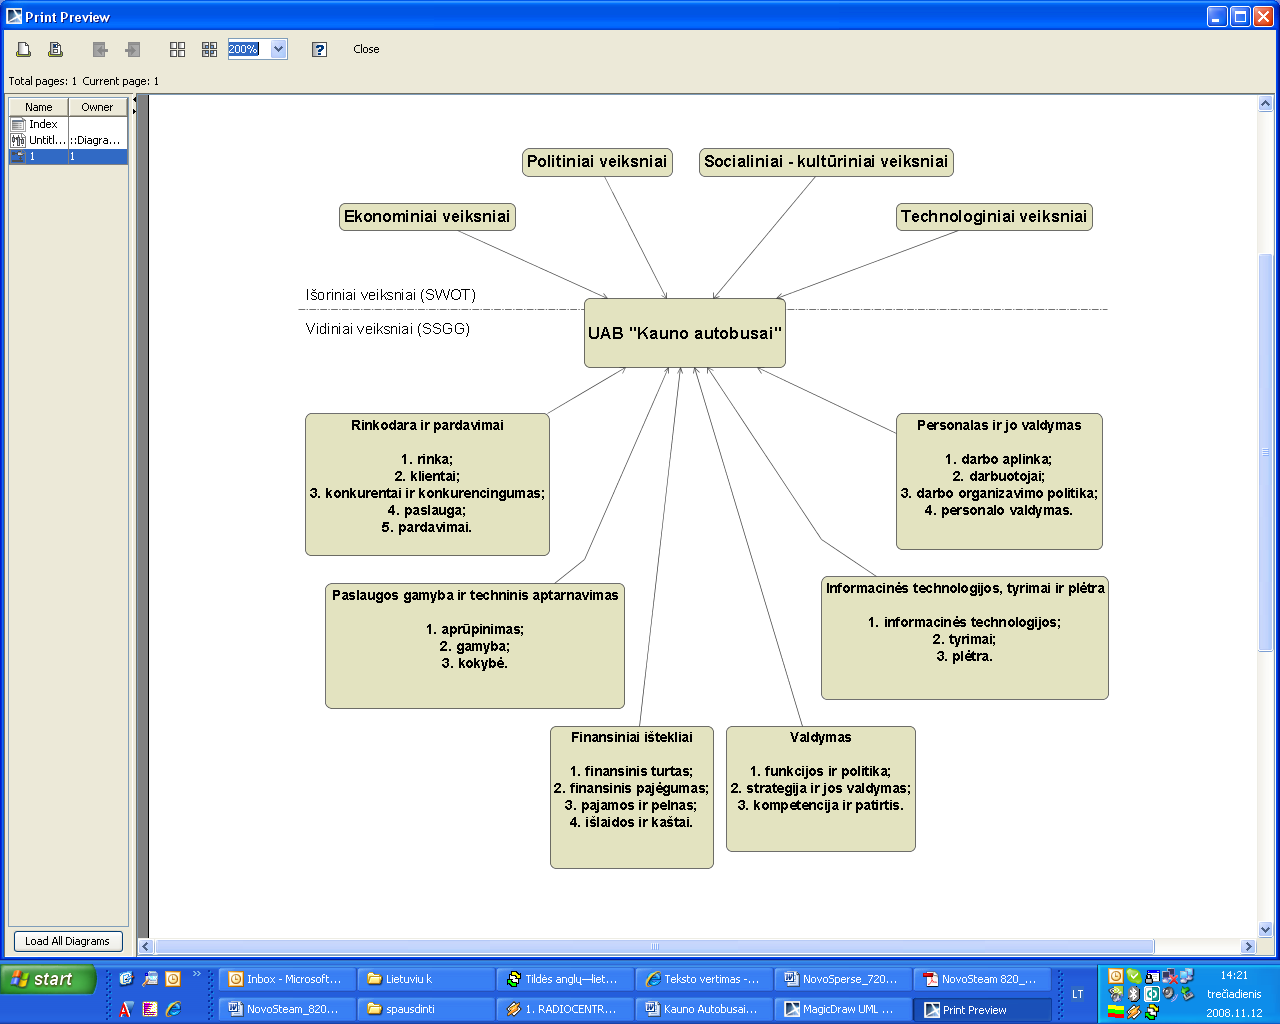 Print Preview
200%
Close
Total pages: 1 Current page: 1
Name Owner
Index
Untitl... ::Diagra...
1 1
Politiniai veiksniai
Socialiniai - kultūriniai veiksniai
Ekonominiai veiksniai
Technologiniai veiksniai
Išoriniai veiksniai (SWOT)
Vidiniai veiksniai (SSGG)
UAB "Kauno autobusai"
Rinkodara ir pardavimai
1. rinka;
2. klientai;
3. konkurentai ir konkurencingumas;
4. paslauga;
5. pardavimai.
Personalas ir jo valdymas
1. darbo aplinka;
2. darbuotojai;
3. darbo organizavimo politika;
4. personalo valdymas.
Paslaugos gamyba ir techninis aptarnavimas
1. aprūpinimas;
2. gamyba;
3. kokybė.
Informacinės technologijos, tyrimai ir plėtra
1. informacinės technologijos;
2. tyrimai;
3. plėtra.
Finansiniai ištekliai
1. finansinis turtas;
2. finansinis pajėgumas;
3. pajamos ir pelnas;
4. išlaidos ir kaštai.
Valdymas
1. funkcijos ir politika;
2. strategija ir jos valdymas;
3. kompetencija ir patirtis.
Load All Diagrams
start
Inbox - Microsoft...
Lietuviu k
Tildės anglų—liet...
Teksto vertimas -...
NovoSperse_720...
NovoSteam 820_...
NovoSteam_820...
spausdinti
1. RADIOCENTR...
Kauno Autobusai...
MagicDraw UML ...
Print Preview
LT
14:21
trečiadienis
2008.11.12